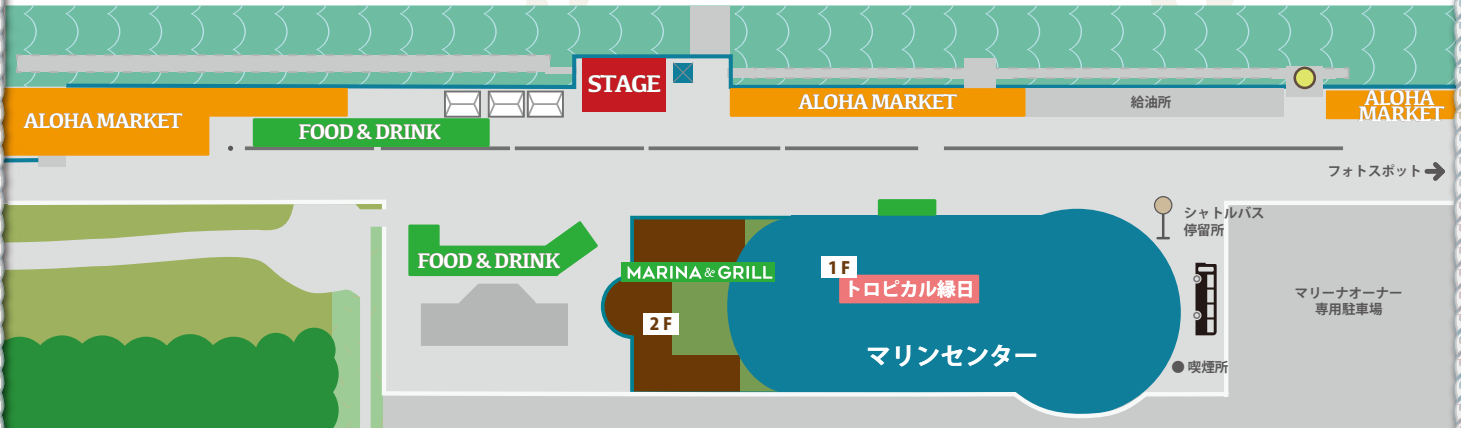 STAGE
ALOHA MARKET
FOOD & DRINK
ALOHA MARKET
給油所
ALOHA
MARKET
フォトスポット
シャトルバス
停留所
FOOD & DRINK
MARINA & GRILL
1F
トロピカル縁日
2F
マリンセンター
マリーナオーナー
専用駐車場
喫煙所